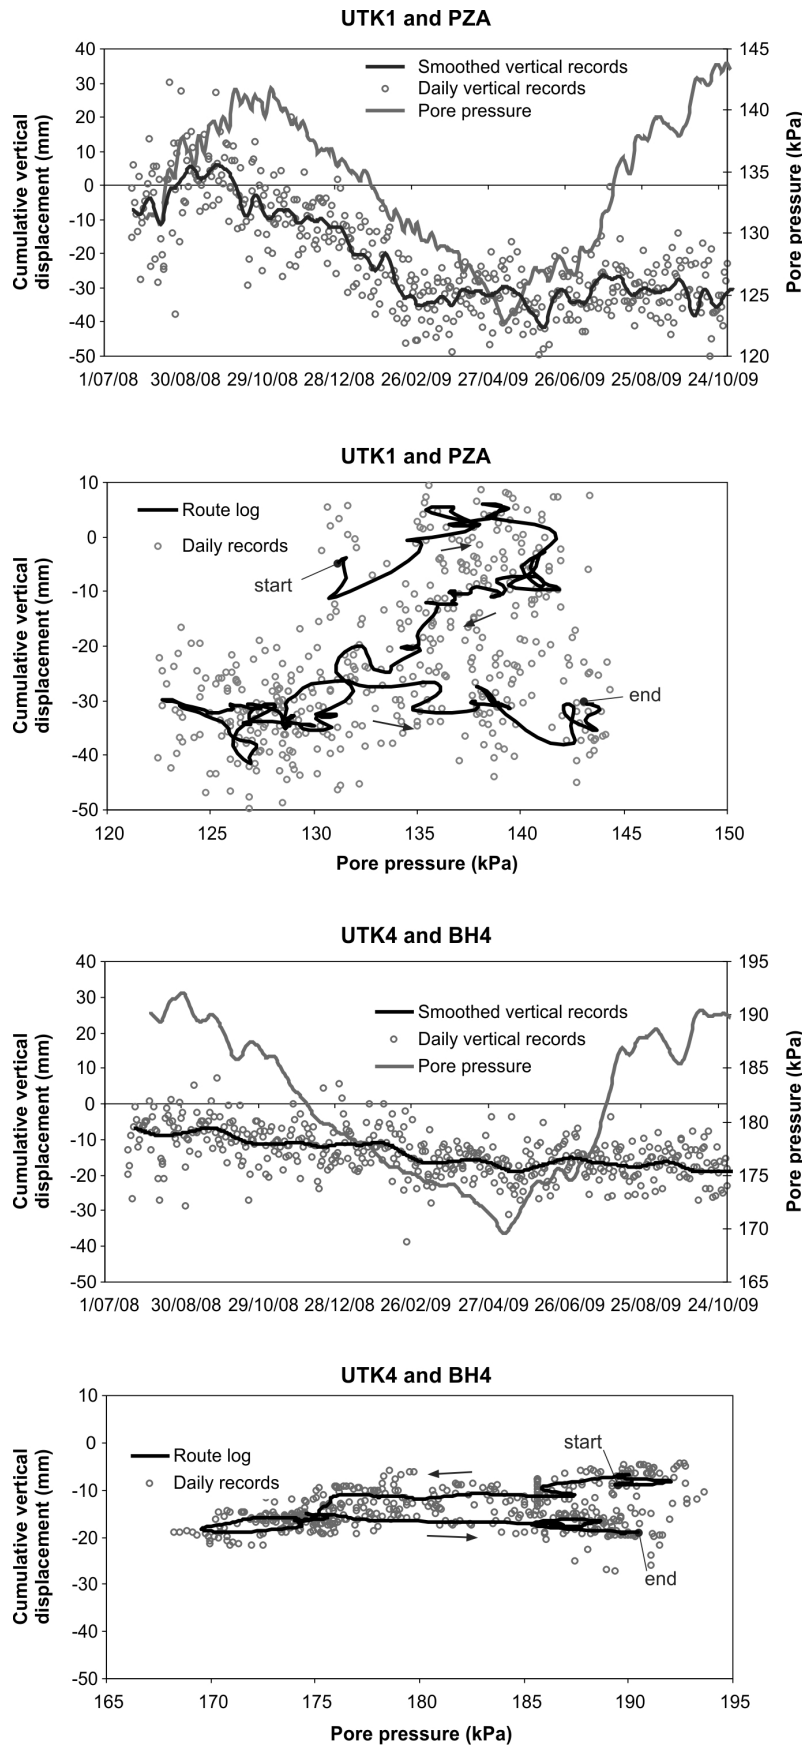 UTK1 and PZA
40
30
20
10
0
-10
-20
-30
-40
-50
Cumulative vertical
displacement (mm)
Smoothed vertical records
Daily vertical records
Pore pressure
145
140
135
130
125
120
Pore pressure (kPa)
1/07/08 30/08/08 29/10/08 28/12/08 26/02/09 27/04/09 26/06/09 25/08/09 24/10/09
UTK1 and PZA
10
0
-10
-20
-30
-40
-50
Cumulative vertical
displacement (mm)
Route log
Daily records
start
end
120 125 130 135 140 145 150
Pore pressure (kPa)
UTK4 and BH4
40
30
20
10
0
-10
-20
-30
-40
-50
Cumulative vertical
displacement (mm)
Smoothed vertical records
Daily vertical records
Pore pressure
195
190
185
180
175
170
165
Pore pressure (kPa)
1/07/08 30/08/08 29/10/08 28/12/08 26/02/09 27/04/09 26/06/09 25/08/09 24/10/09
UTK4 and BH4
10
0
-10
-20
-30
-40
-50
Cumulative vertical
displacement (mm)
Route log
Daily records
start
end
165 170 175 180 185 190 195
Pore pressure (kPa)